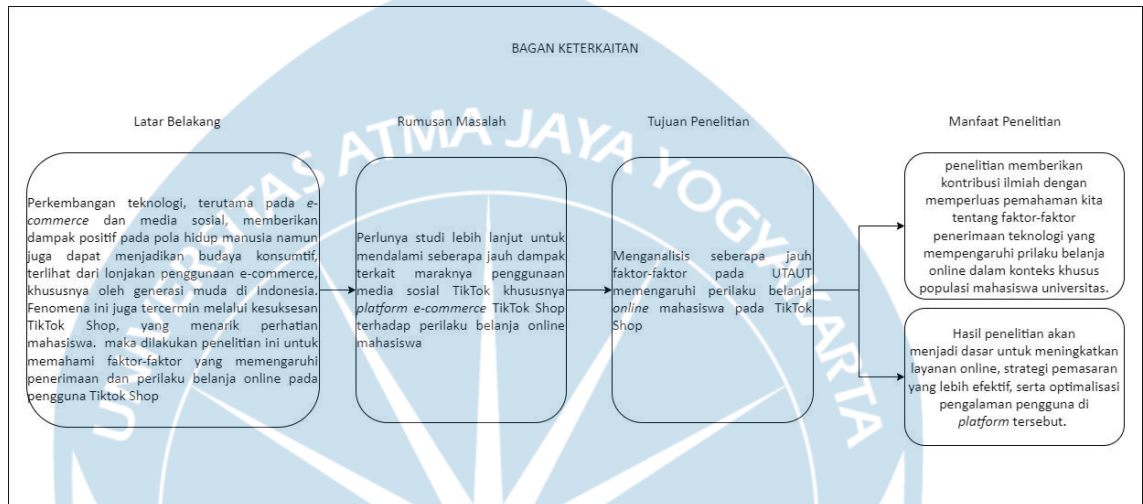 BAGAN KETERKAITAN
Latar Belakang
Perkembangan teknologi, terutama pada e-
commerce dan media sosial, memberikan
dampak positif pada pola hidup manusia namun
juga dapat menjadikan budaya konsumtif,
terlihat dari lonjakan penggunaan e-commerce,
khususnya oleh generasi muda di Indonesia.
Fenomena ini juga tercermin melalui kesuksesan
TikTok Shop, yang menarik perhatian
mahasiswa. maka dilakukan penelitian ini untuk
memahami faktor-faktor yang memengaruhi
penerimaan dan perilaku belanja online pada
pengguna Tiktok Shop
Rumusan Masalah
Perlunya studi lebih lanjut untuk
mendalami seberapa jauh dampak
terkait maraknya penggunaan
media sosial TikTok khususnya
platform e-commerce TikTok Shop
terhadap perilaku belanja online
mahasiswa
Tujuan Penelitian
Menganalisis seberapa jauh
faktor-faktor pada UTAUT
memengaruhi perilaku belanja
online mahasiswa pada TikTok
Shop
Manfaat Penelitian
penelitian memberikan
kontribusi ilmiah dengan
memperluas pemahaman kita
tentang faktor-faktor
penerimaan teknologi yang
mempengaruhi prilaku belanja
online dalam konteks khusus
populasi mahasiswa universitas.
Hasil penelitian akan
menjadi dasar untuk meningkatkan
layanan online, strategi pemasaran
yang lebih efektif, serta optimalisasi
pengalaman pengguna di
platform tersebut.
UNIVERSITAS ATMA JAYA YOGYAKARTA